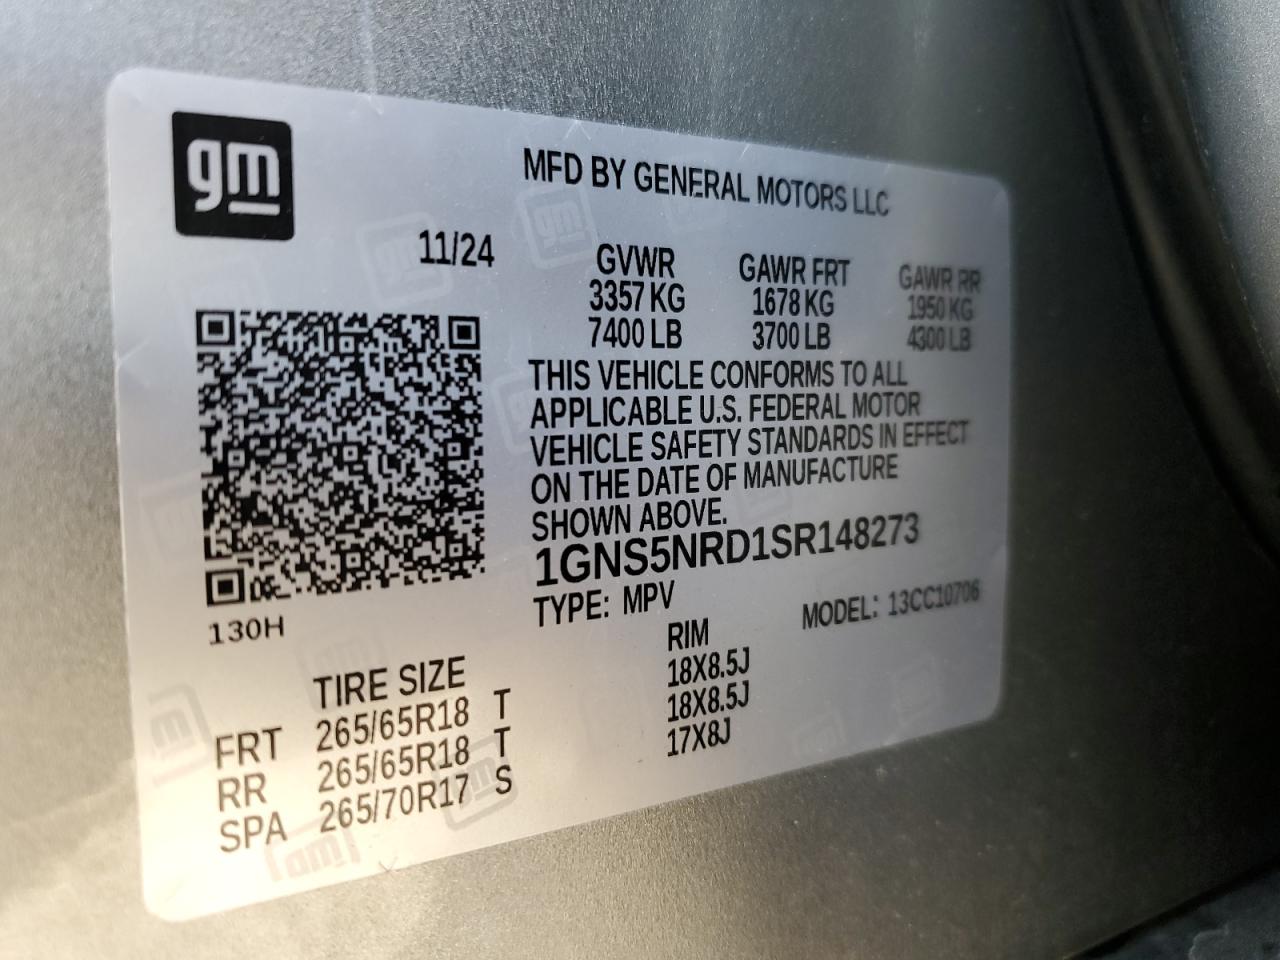 gm
MFD BY GENERAL MOTORS LLC
11/24
GVWR GAWR FRT GAWR RR
3357 KG 1678 KG 1950 KG
7400 LB 3700 LB 4300 LB
THIS VEHICLE CONFORMS TO ALL
APPLICABLE U.S. FEDERAL MOTOR
VEHICLE SAFETY STANDARDS IN EFFECT
ON THE DATE OF MANUFACTURE
SHOWN ABOVE.
1GNS5NRD1SR148273
TYPE: MPV MODEL: 13CC10706
130H
TIRE SIZE RIM
FRT 265/65R18 T 18X8.5J
RR 265/65R18 T 18X8.5J
SPA 265/70R17 S 17X8J